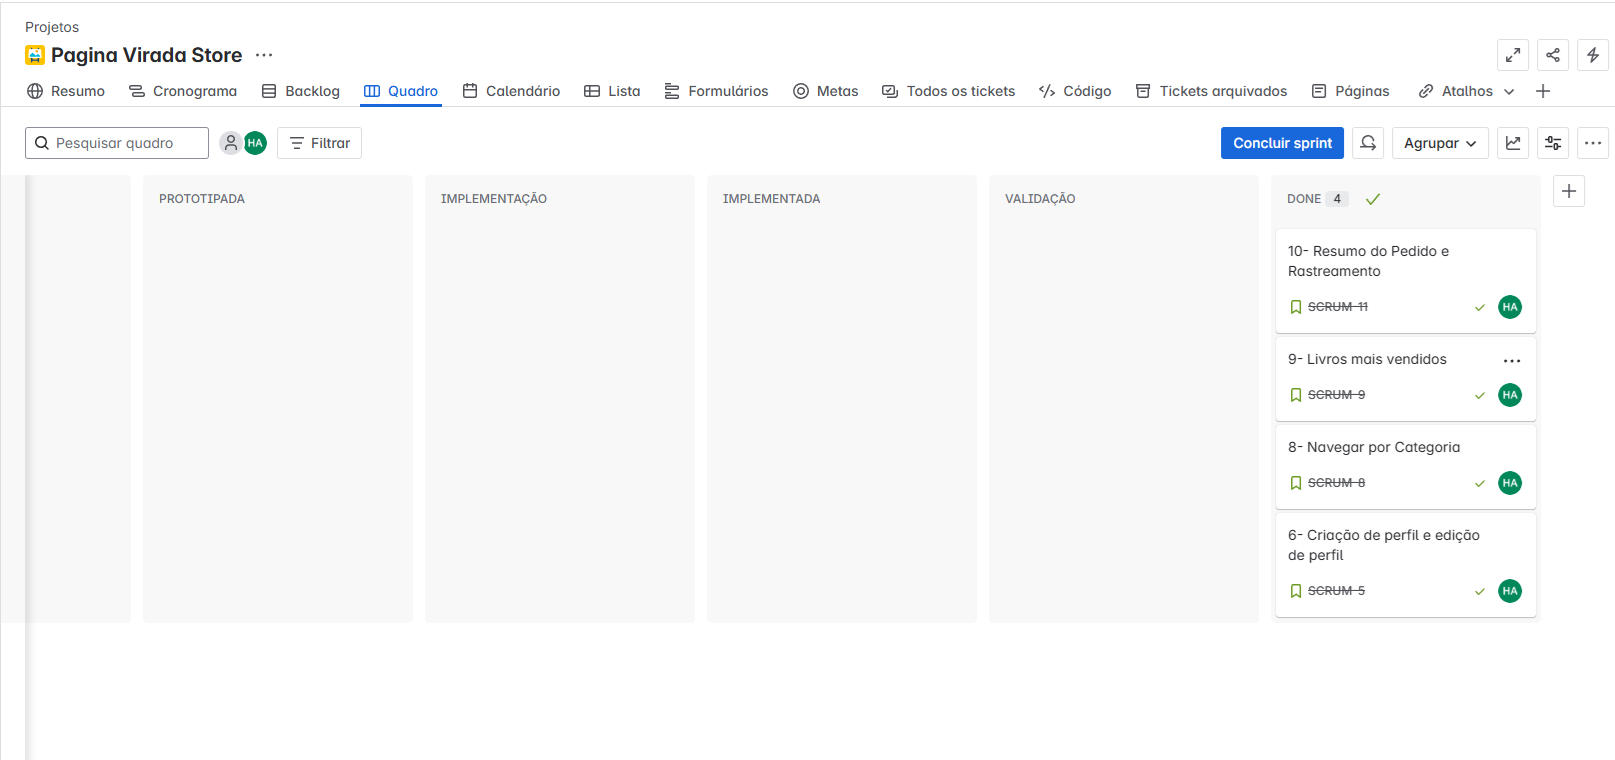 Projetos
Pagina Virada Store
Resumo Cronograma Backlog Quadro Calendário Lista Formulários Metas Todos os tickets Código Tickets arquivados Páginas Atalhos
Pesquisar quadro HA Filtrar Concluir sprint Agrupar
PROTOTIPADA IMPLEMENTAÇÃO IMPLEMENTADA VALIDAÇÃO DONE 4
10- Resumo do Pedido e
Rastreamento
SCRUM-11 HA
9- Livros mais vendidos
SCRUM-9 HA
8- Navegar por Categoria
SCRUM-8 HA
6- Criação de perfil e edição
de perfil
SCRUM-5 HA